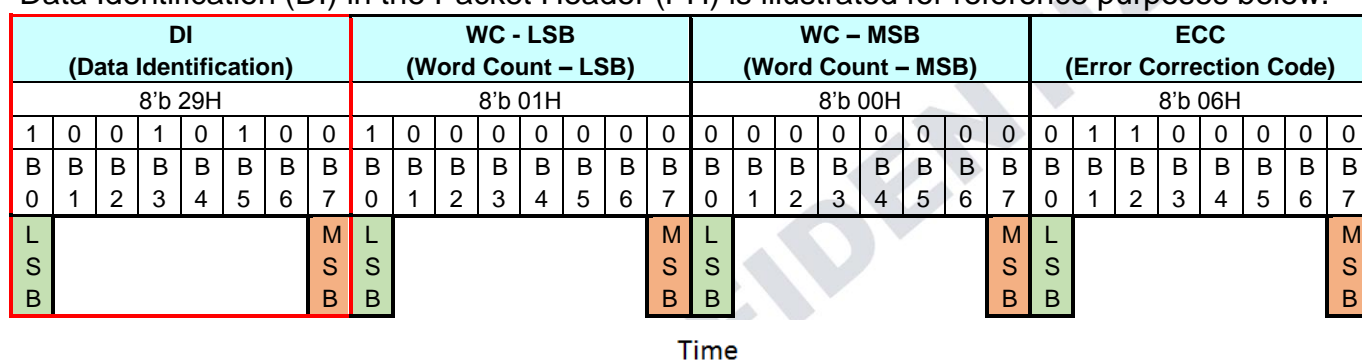 Data Identification (DI) in the Packet Header (PH) is illustrated for reference purposes below.
DI WC - LSB WC – MSB ECC
(Data Identification) (Word Count – LSB) (Word Count – MSB) (Error Correction Code)
8’b 29H 8’b 01H 8’b 00H 8’b 06H
1 0 0 1 0 1 0 0 1 0 0 0 0 0 0 0 0 0 0 0 0 0 0 0 0 1 1 0 0 0 0 0
B B B B B B B B B B B B B B B B B B B B B B B B B B B B B B B B
0 1 2 3 4 5 6 7 0 1 2 3 4 5 6 7 0 1 2 3 4 5 6 7 0 1 2 3 4 5 6 7
L M L M L M L M
S S S S S S S S
B B B B B B B B
Time